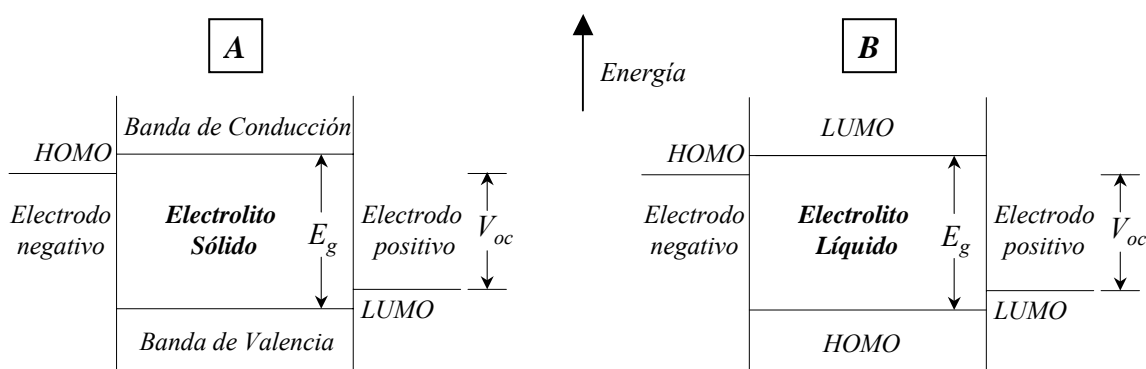 A
Banda de Conducción
HOMO
Electrodo
negativo
Electrolito
Sólido
E_g
Electrodo
positivo
V_oc
LUMO
Banda de Valencia
Energía
B
LUMO
HOMO
Electrodo
negativo
Electrolito
Líquido
E_g
Electrodo
positivo
V_oc
LUMO
HOMO